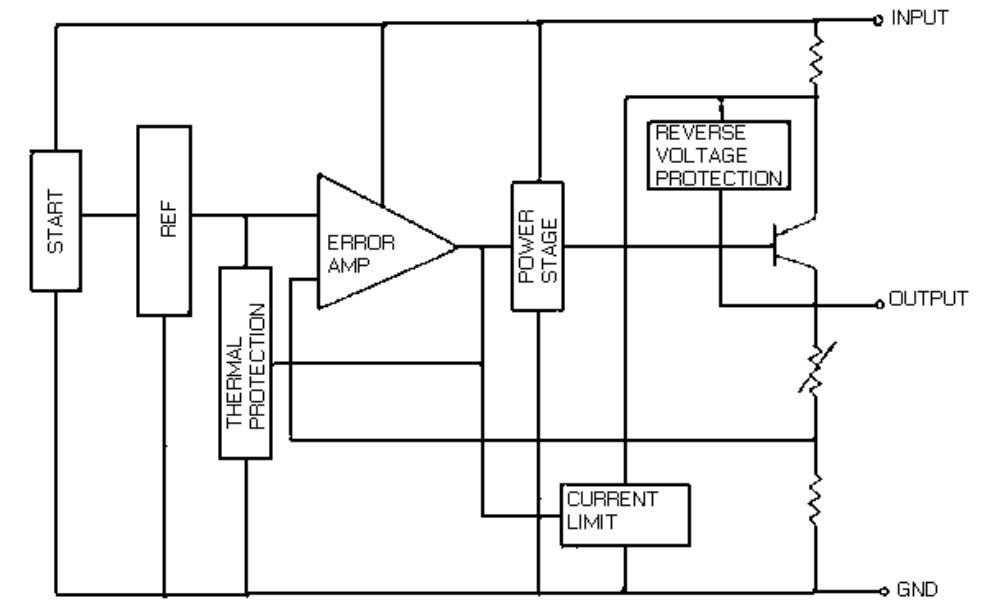 INPUT
REVERSE
VOLTAGE
PROTECTION
START
REF
ERROR
AMP
POWER
STAGE
OUTPUT
THERMAL
PROTECTION
CURRENT
LIMIT
GND